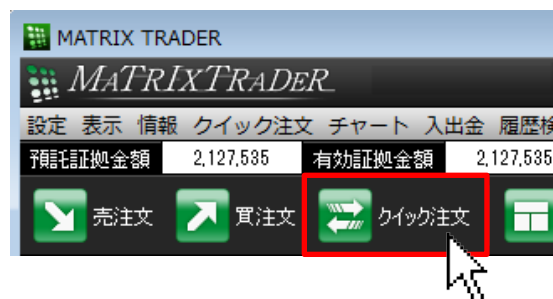 MATRIX TRADER
MATRIXTRADER
設定 表示 情報 クイック注文 チャート 入出金 履歴検
預託証拠金額 2,127,535 有効証拠金額 2,127,535
売注文 買注文 クイック注文